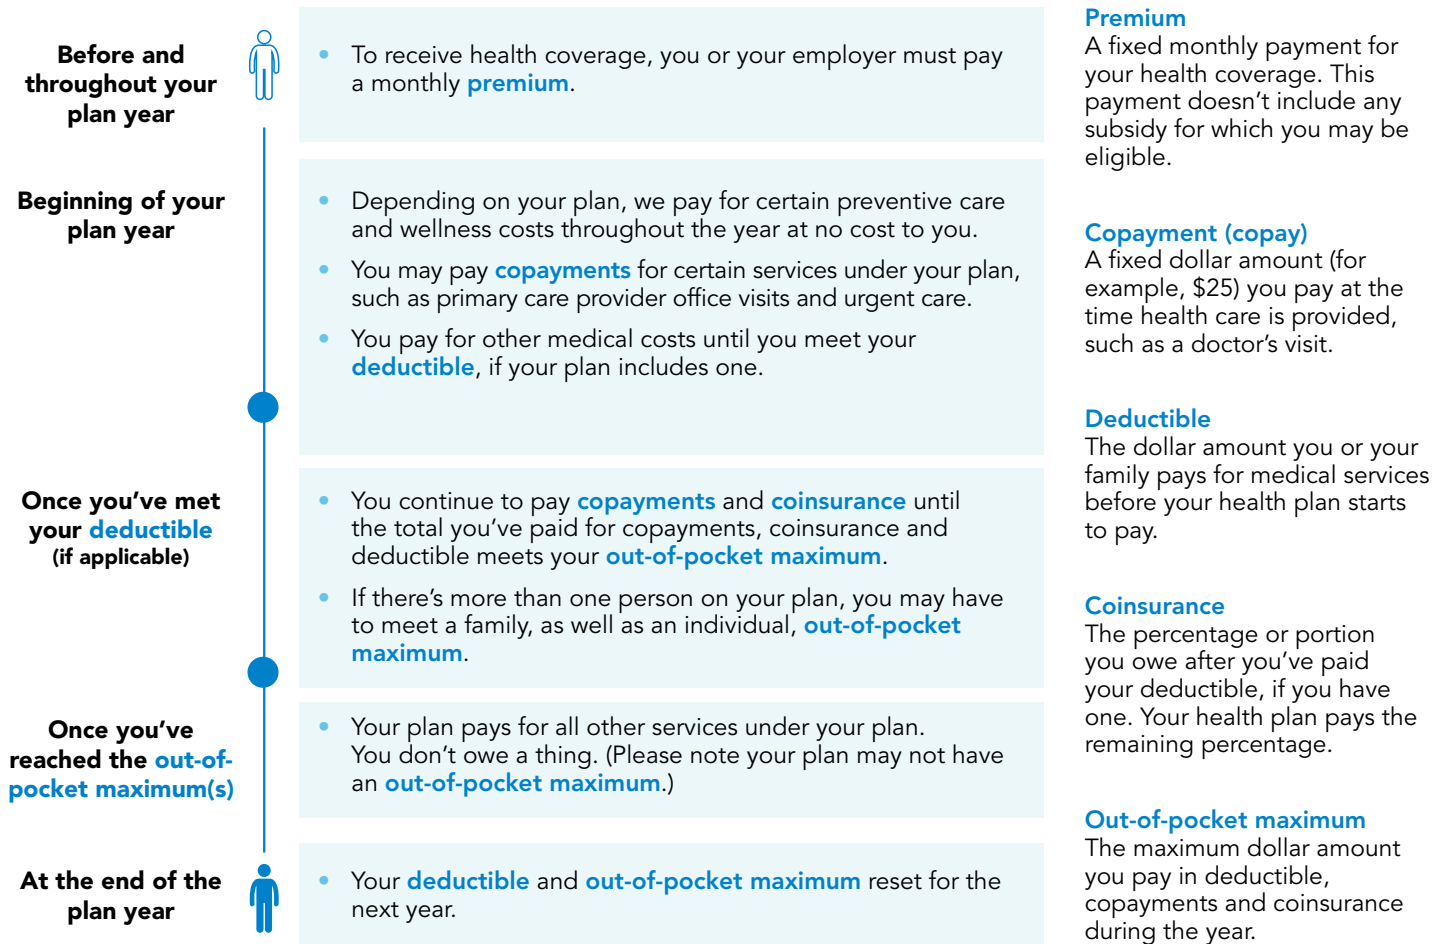 Before and
throughout your
plan year
• To receive health coverage, you or your employer must pay
a monthly premium.
Beginning of your
plan year
• Depending on your plan, we pay for certain preventive care
and wellness costs throughout the year at no cost to you.
• You may pay copayments for certain services under your plan,
such as primary care provider office visits and urgent care.
• You pay for other medical costs until you meet your
deductible, if your plan includes one.
Once you’ve met
your deductible
(if applicable)
• You continue to pay copayments and coinsurance until
the total you’ve paid for copayments, coinsurance and
deductible meets your out-of-pocket maximum.
• If there’s more than one person on your plan, you may have
to meet a family, as well as an individual, out-of-pocket
maximum.
Once you’ve
reached the out-of-
pocket maximum(s)
• Your plan pays for all other services under your plan.
You don’t owe a thing. (Please note your plan may not have
an out-of-pocket maximum.)
At the end of the
plan year
• Your deductible and out-of-pocket maximum reset for the
next year.
Premium
A fixed monthly payment for
your health coverage. This
payment doesn’t include any
subsidy for which you may be
eligible.
Copayment (copay)
A fixed dollar amount (for
example, $25) you pay at the
time health care is provided,
such as a doctor’s visit.
Deductible
The dollar amount you or your
family pays for medical services
before your health plan starts
to pay.
Coinsurance
The percentage or portion
you owe after you’ve paid
your deductible, if you have
one. Your health plan pays the
remaining percentage.
Out-of-pocket maximum
The maximum dollar amount
you pay in deductible,
copayments and coinsurance
during the year.